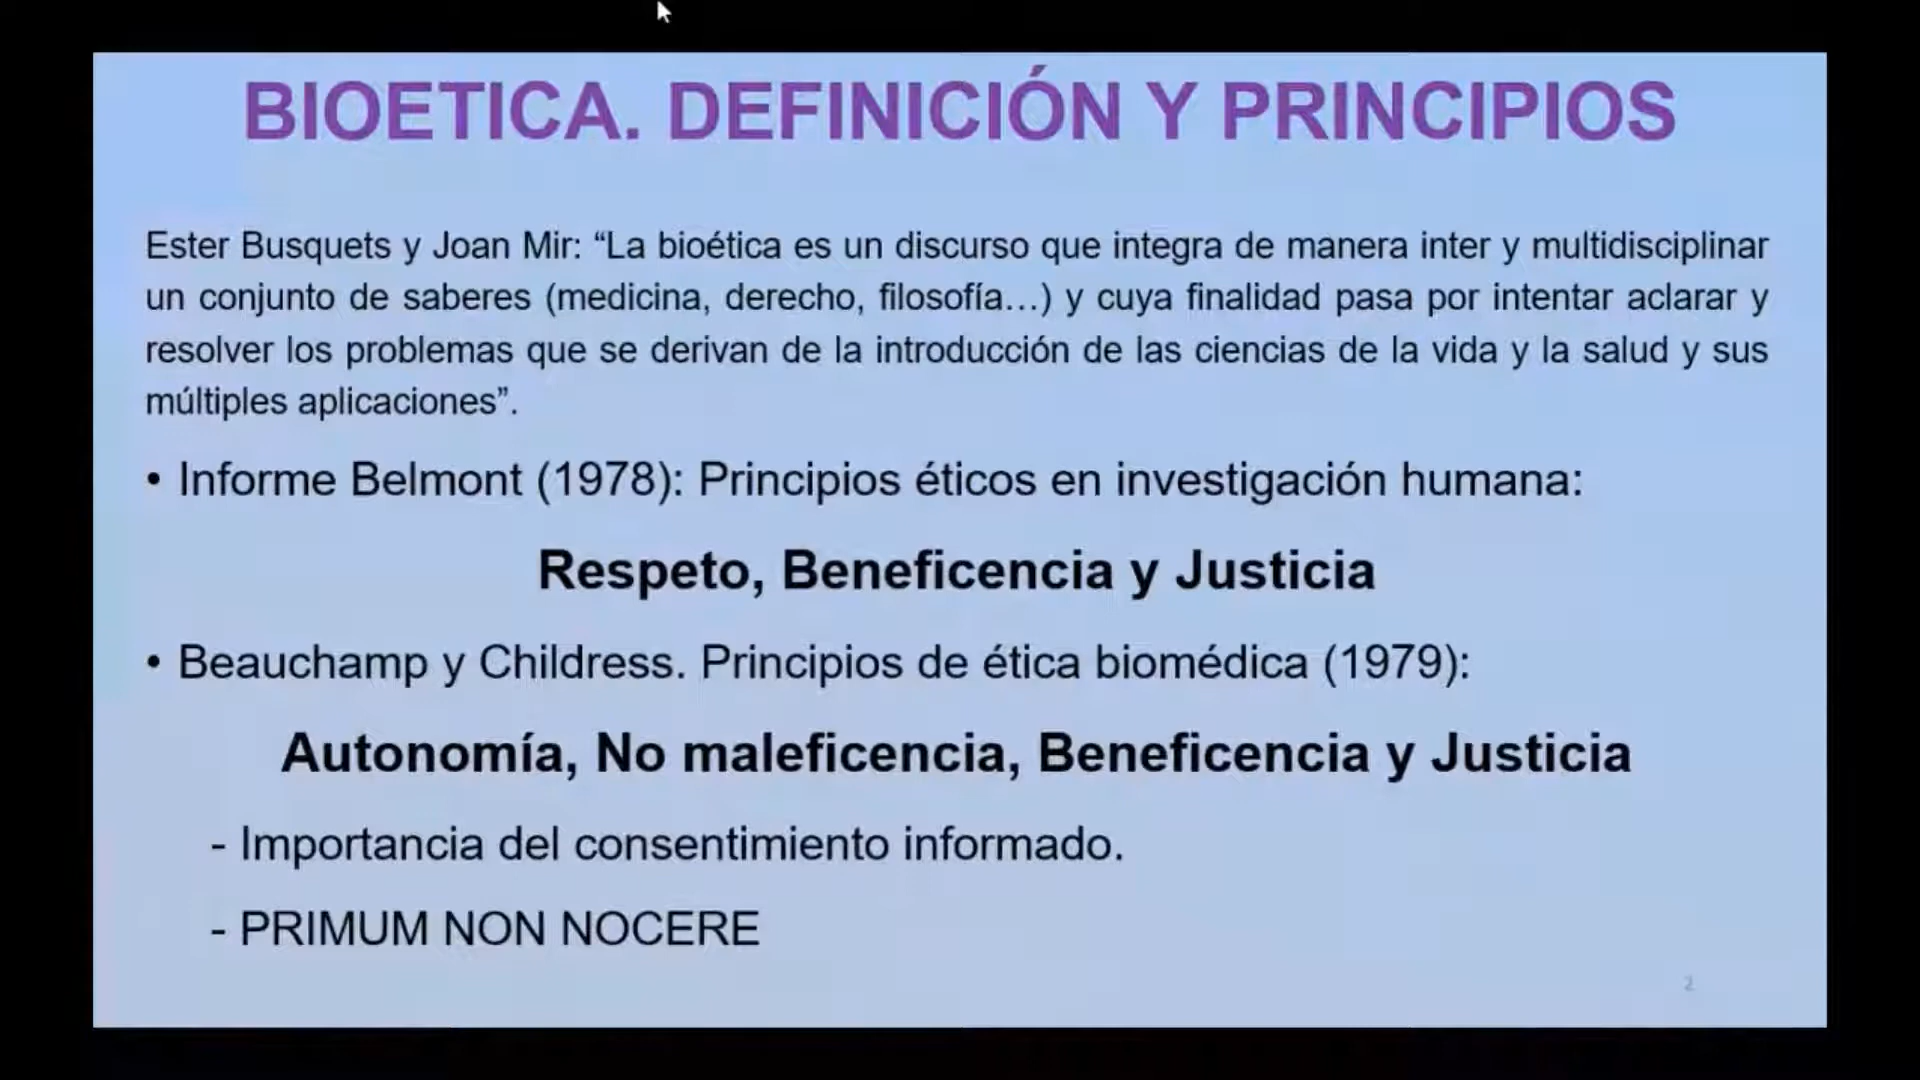 BIOETICA. DEFINICIÓN Y PRINCIPIOS
Ester Busquets y Joan Mir: “La bioética es un discurso que integra de manera inter y multidisciplinar
un conjunto de saberes (medicina, derecho, filosofía…) y cuya finalidad pasa por intentar aclarar y
resolver los problemas que se derivan de la introducción de las ciencias de la vida y la salud y sus
múltiples aplicaciones”.
• Informe Belmont (1978): Principios éticos en investigación humana:
Respeto, Beneficencia y Justicia
• Beauchamp y Childress. Principios de ética biomédica (1979):
Autonomía, No maleficencia, Beneficencia y Justicia
- Importancia del consentimiento informado.
- PRIMUM NON NOCERE
2